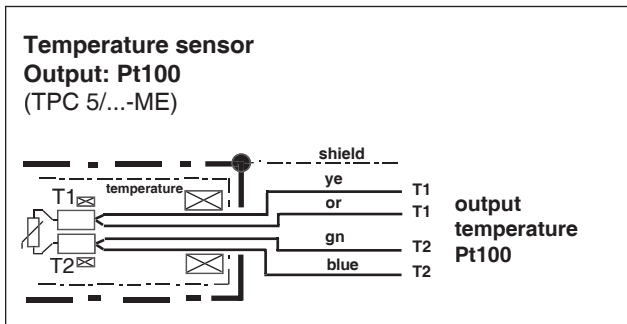 Temperature sensor
Output: Pt100
(TPC 5/...-ME)
shield
temperature
ye
T1
T1
or
T1
output
temperature
Pt100
gn
T2
T2
blue
T2